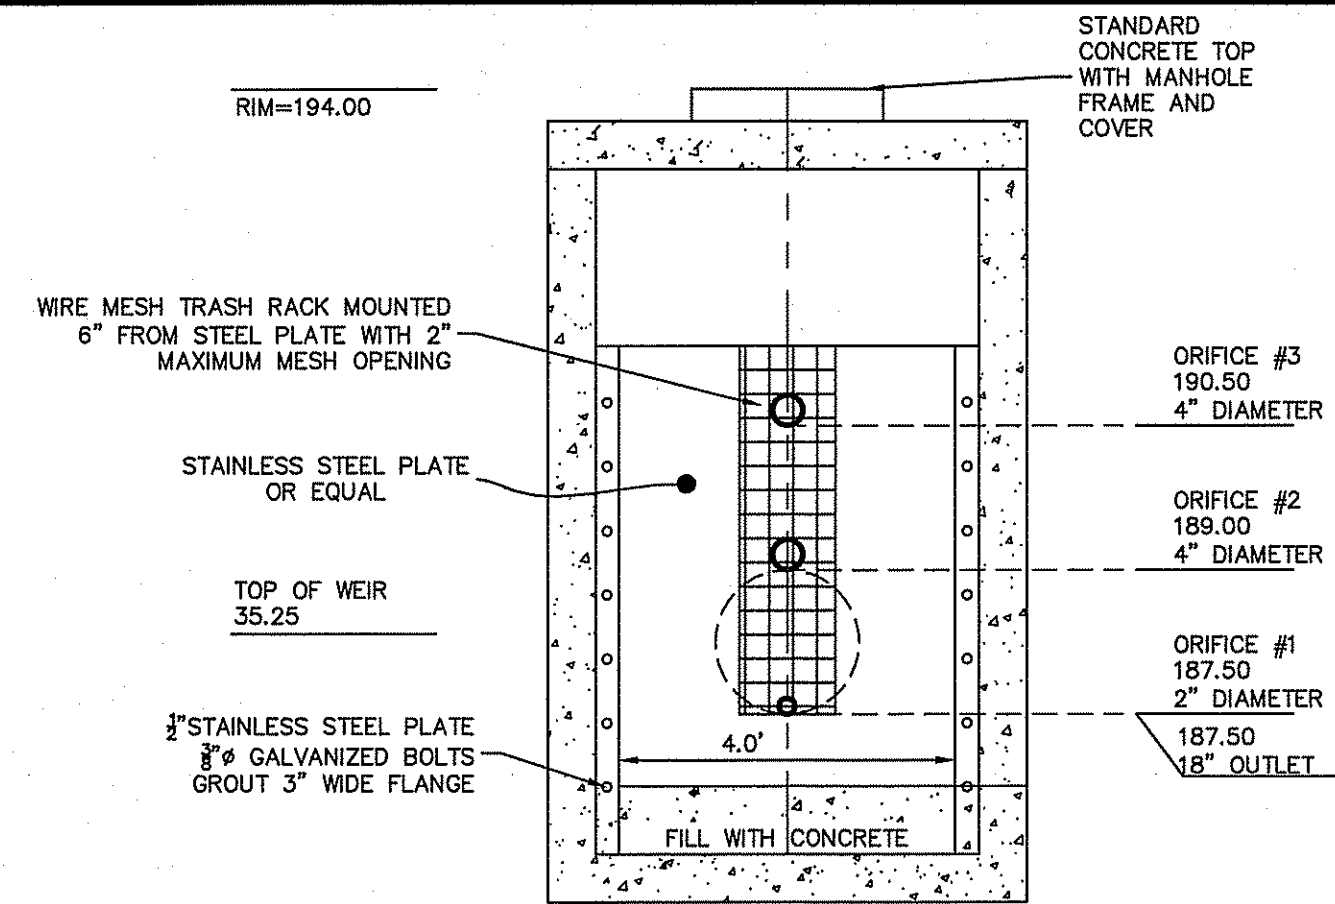 STANDARD
CONCRETE TOP
WITH MANHOLE
FRAME AND
COVER
RIM=194.00
WIRE MESH TRASH RACK MOUNTED
6" FROM STEEL PLATE WITH 2"
MAXIMUM MESH OPENING
ORIFICE #3
190.50
4" DIAMETER
STAINLESS STEEL PLATE
OR EQUAL
ORIFICE #2
189.00
4" DIAMETER
TOP OF WEIR
35.25
ORIFICE #1
187.50
2" DIAMETER
187.50
18" OUTLET
½"STAINLESS STEEL PLATE
⅜"ø GALVANIZED BOLTS
GROUT 3" WIDE FLANGE
4.0'
FILL WITH CONCRETE